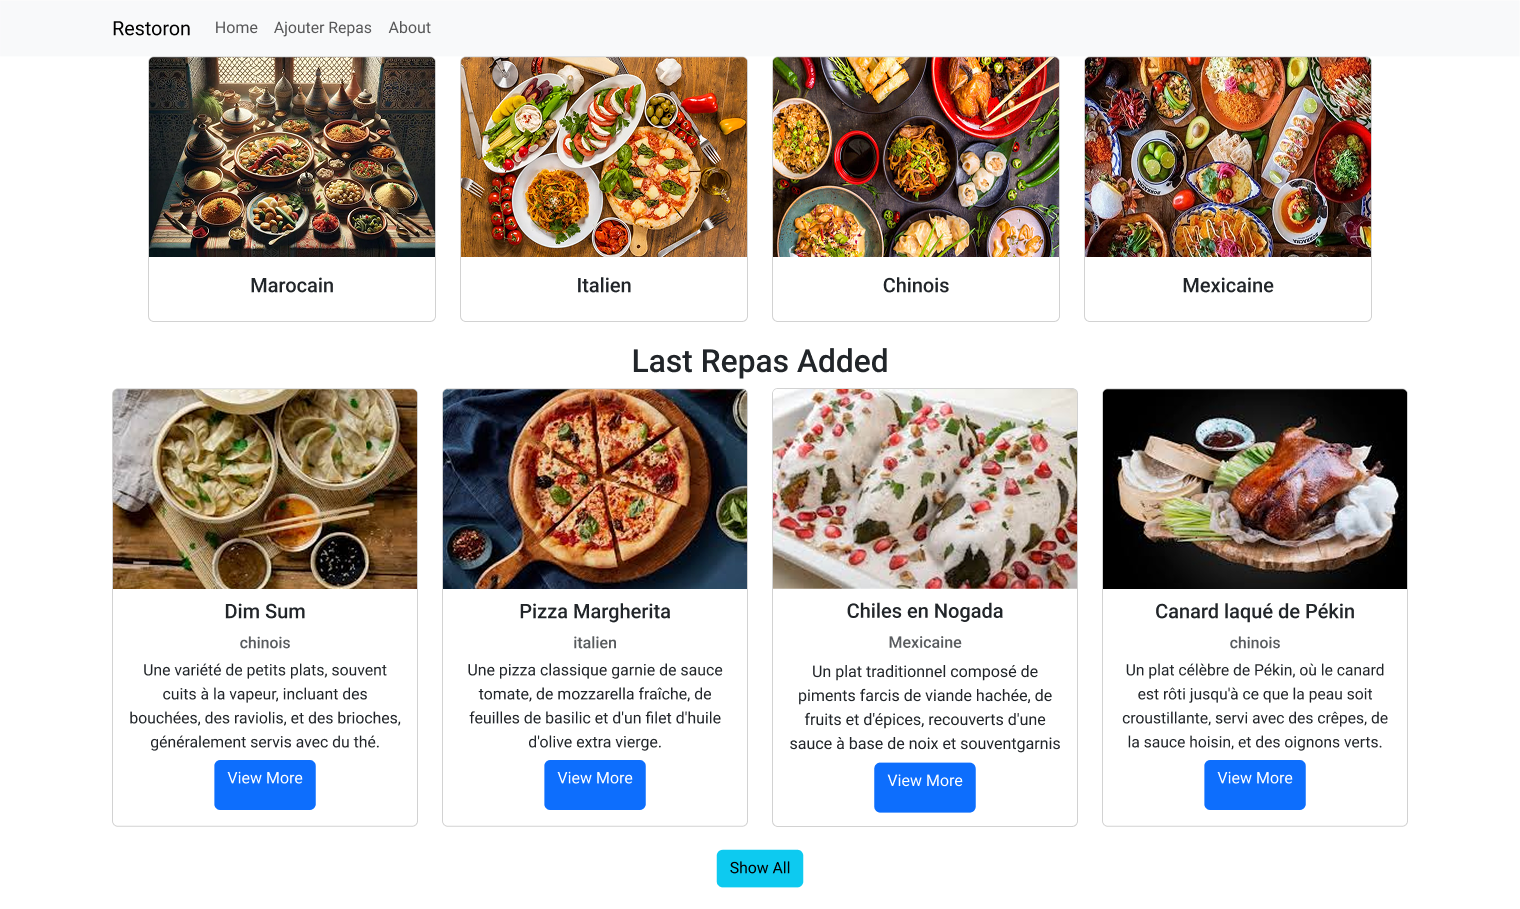 Restoron Home Ajouter Repas About
Marocain
Italien
Chinois
Mexicaine
Last Repas Added
Dim Sum
chinois
Une variété de petits plats, souvent
cuits à la vapeur, incluant des
bouchées, des raviolis, et des brioches,
généralement servis avec du thé.
View More
Pizza Margherita
italien
Une pizza classique garnie de sauce
tomate, de mozzarella fraîche, de
feuilles de basilic et d'un filet d'huile
d'olive extra vierge.
View More
Chiles en Nogada
Mexicaine
Un plat traditionnel composé de
piments farcis de viande hachée, de
fruits et d'épices, recouverts d'une
sauce à base de noix et souventgarnis
View More
Canard laqué de Pékin
chinois
Un plat célèbre de Pékin, où le canard
est rôti jusqu'à ce que la peau soit
croustillante, servi avec des crêpes, de
la sauce hoisin, et des oignons verts.
View More
Show All